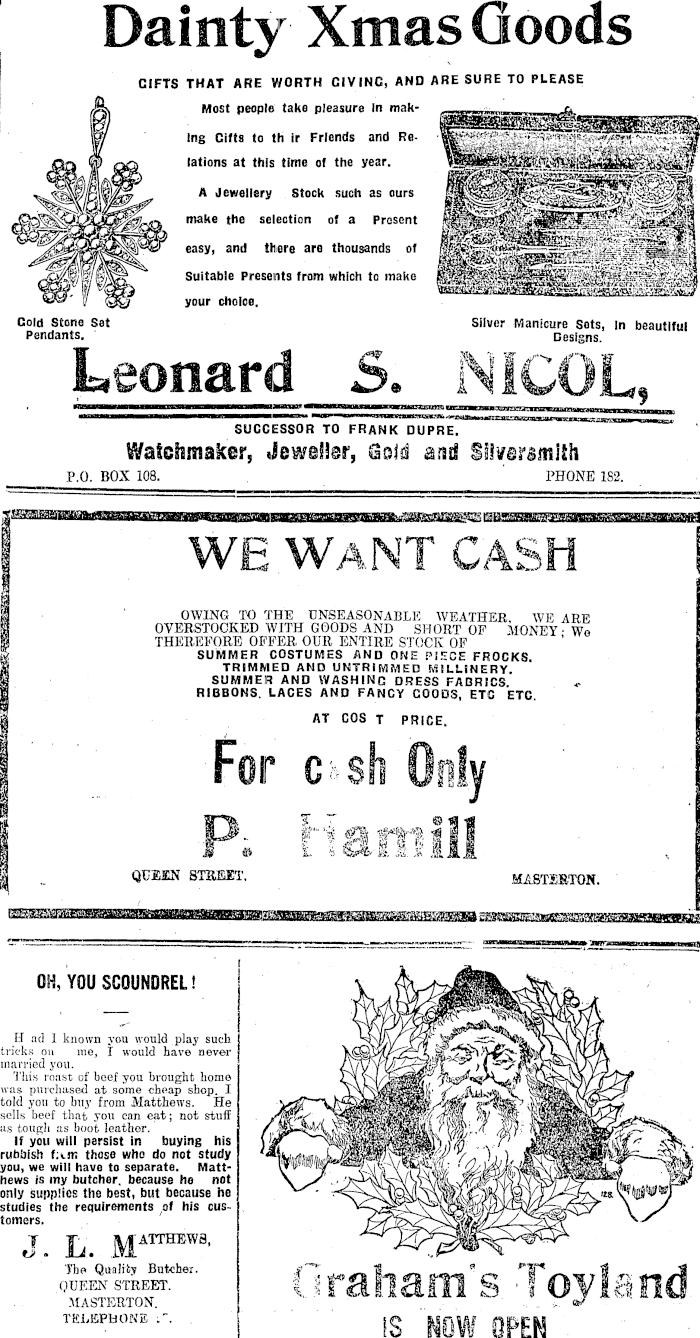 Dainty Xmas Goods
GIFTS THAT ARE WORTH GIVING, AND ARE SURE TO PLEASE
Most people take pleasure in mak-
ing Gifts to th ir Friends and Re-
lations at this time of the year.
A Jewellery Stock such as ours
make the selection of a Present
easy, and there are thousands of
Suitable Presents from which to make
your choice.
Gold Stone Set
Pendants.
Silver Manicure Sets, in beautiful
Designs.
Leonard S. NICOL,
SUCCESSOR TO FRANK DUPRE.
Watchmaker, Jeweller, Gold and Silversmith
P.O. BOX 108. PHONE 182.
WE WANT CASH
OWING TO THE UNSEASONABLE WEATHER, WE ARE
OVERSTOCKED WITH GOODS AND SHORT OF MONEY; We
THEREFORE OFFER OUR ENTIRE STOCK OF
SUMMER COSTUMES AND ONE PIECE FROCKS.
TRIMMED AND UNTRIMMED MILLINERY.
SUMMER AND WASHING DRESS FABRICS.
RIBBONS, LACES AND FANCY GOODS, ETC ETC.
AT COS T PRICE.
For cash Only
P. Hamill
QUEEN STREET. MASTERTON.
OH, YOU SCOUNDREL!
H ad I known you would play such
tricks on me, I would have never
married you.
This roast of beef you brought home
was purchased at some cheap shop. I
told you to buy from Matthews. He
sells beef that you can eat; not stuff
as tough as boot leather.
If you will persist in buying his
rubbish from those who do not study
you, we will have to separate. Matt-
hews is my butcher, because he not
only supplies the best, but because he
studies the requirements of his cus-
tomers.
J. L. MATTHEWS,
The Quality Butcher.
QUEEN STREET.
MASTERTON.
TELEPHONE
128.
Graham's Toyland
IS NOW OPEN